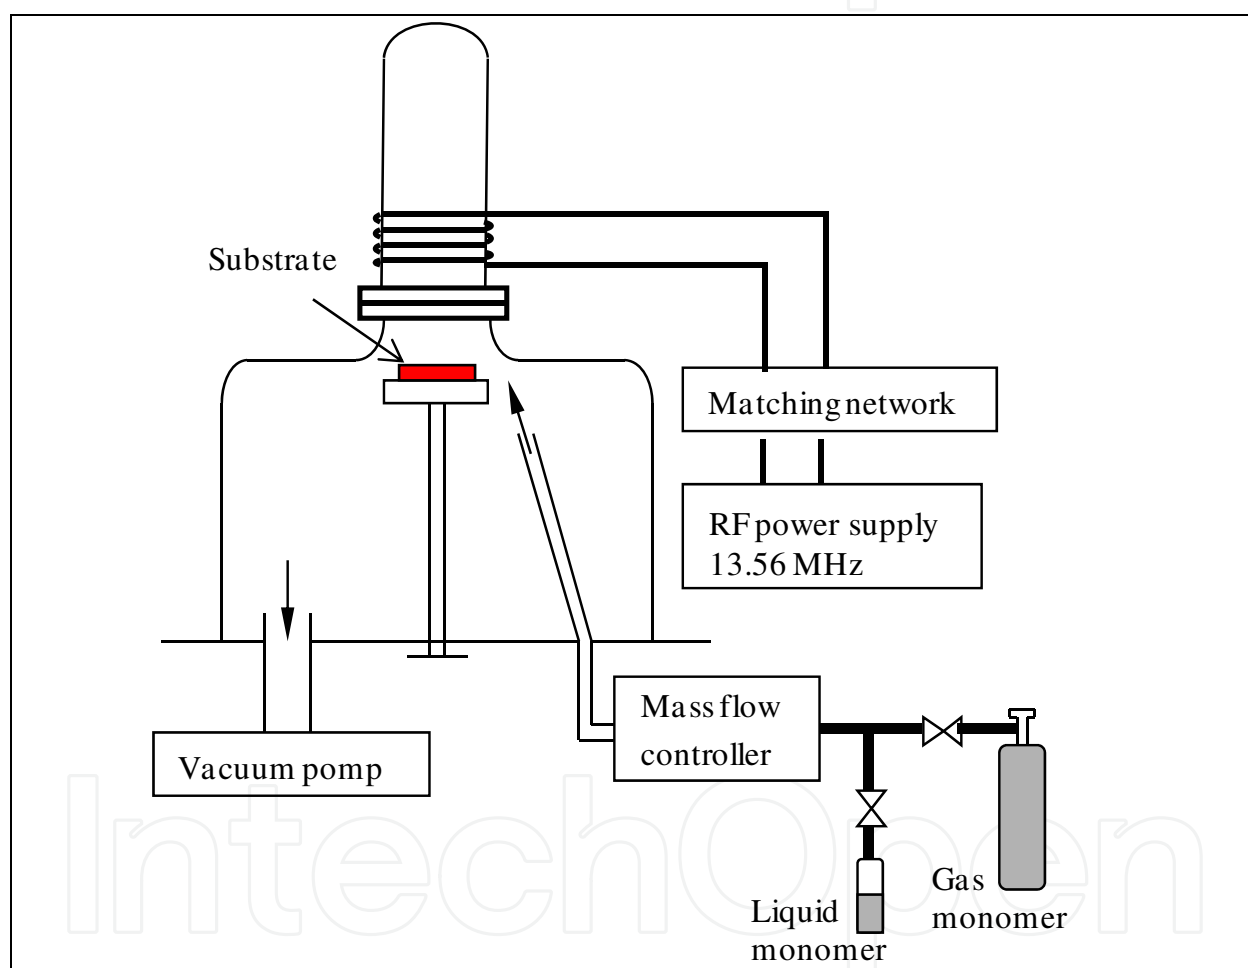 Substrate
Matching network
RF power supply
13.56 MHz
Mass flow
controller
Vacuum pomp
Gas
monomer
Liquid
monomer
IntechOpen